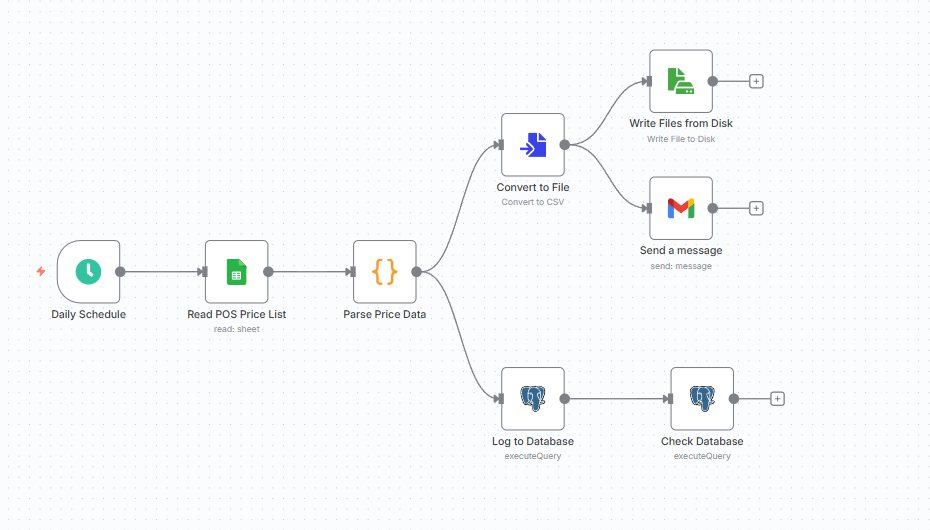 Write Files from Disk
Write File to Disk
Convert to File
Convert to CSV
Send a message
send: message
Daily Schedule
Read POS Price List
read: sheet
Parse Price Data
Log to Database
executeQuery
Check Database
executeQuery